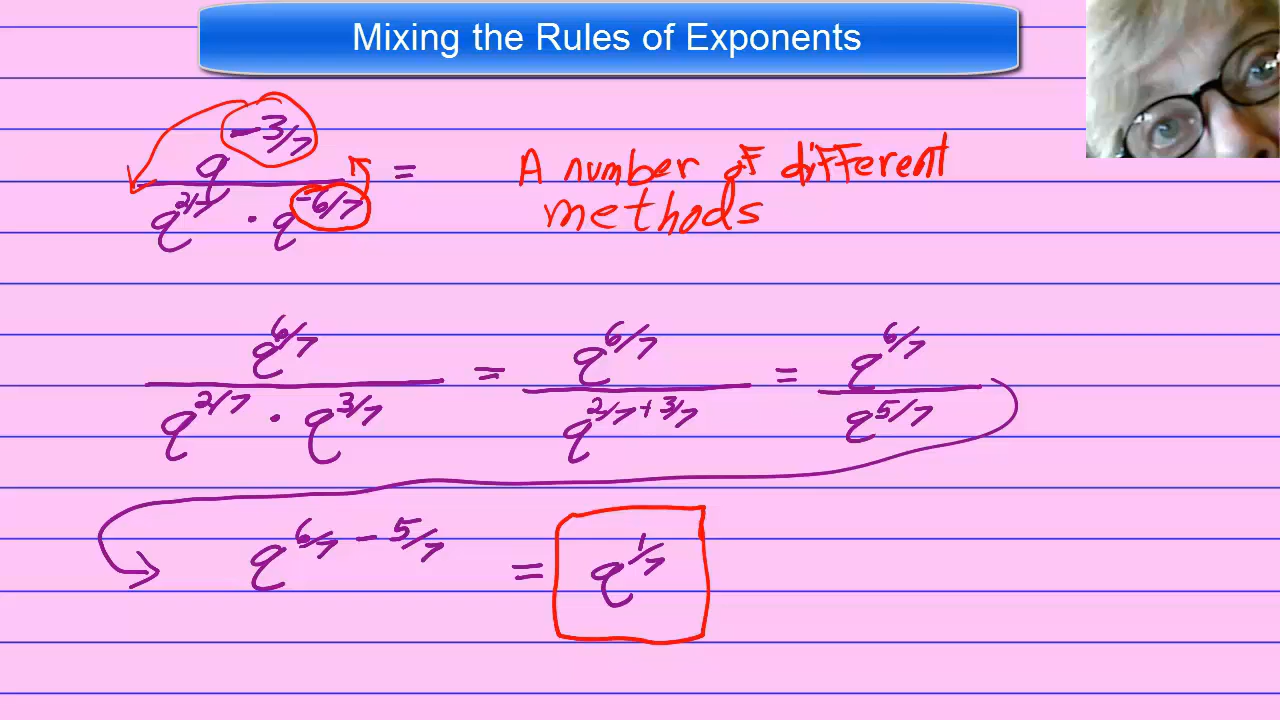 Mixing the Rules of Exponents
q^(-3/7) / (q^(2/7) · q^(-6/7)) =
A number of different
methods
q^(6/7) / (q^(2/7) · q^(3/7)) = q^(6/7) / q^(2/7 + 3/7) = q^(6/7) / q^(5/7)
q^(6/7 - 5/7) = q^(1/7)